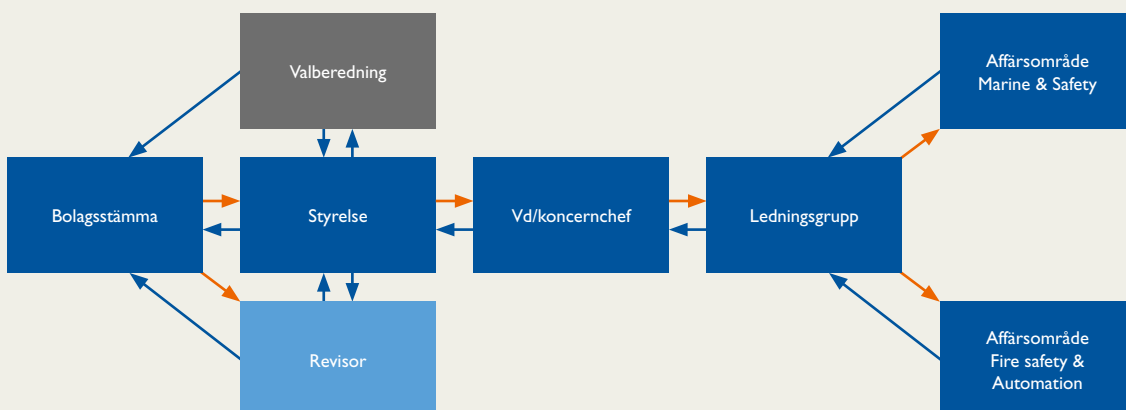 Valberedning
Affärsområde
Marine & Safety
Bolagsstämma
Styrelse
Vd/koncernchef
Ledningsgrupp
Revisor
Affärsområde
Fire safety &
Automation